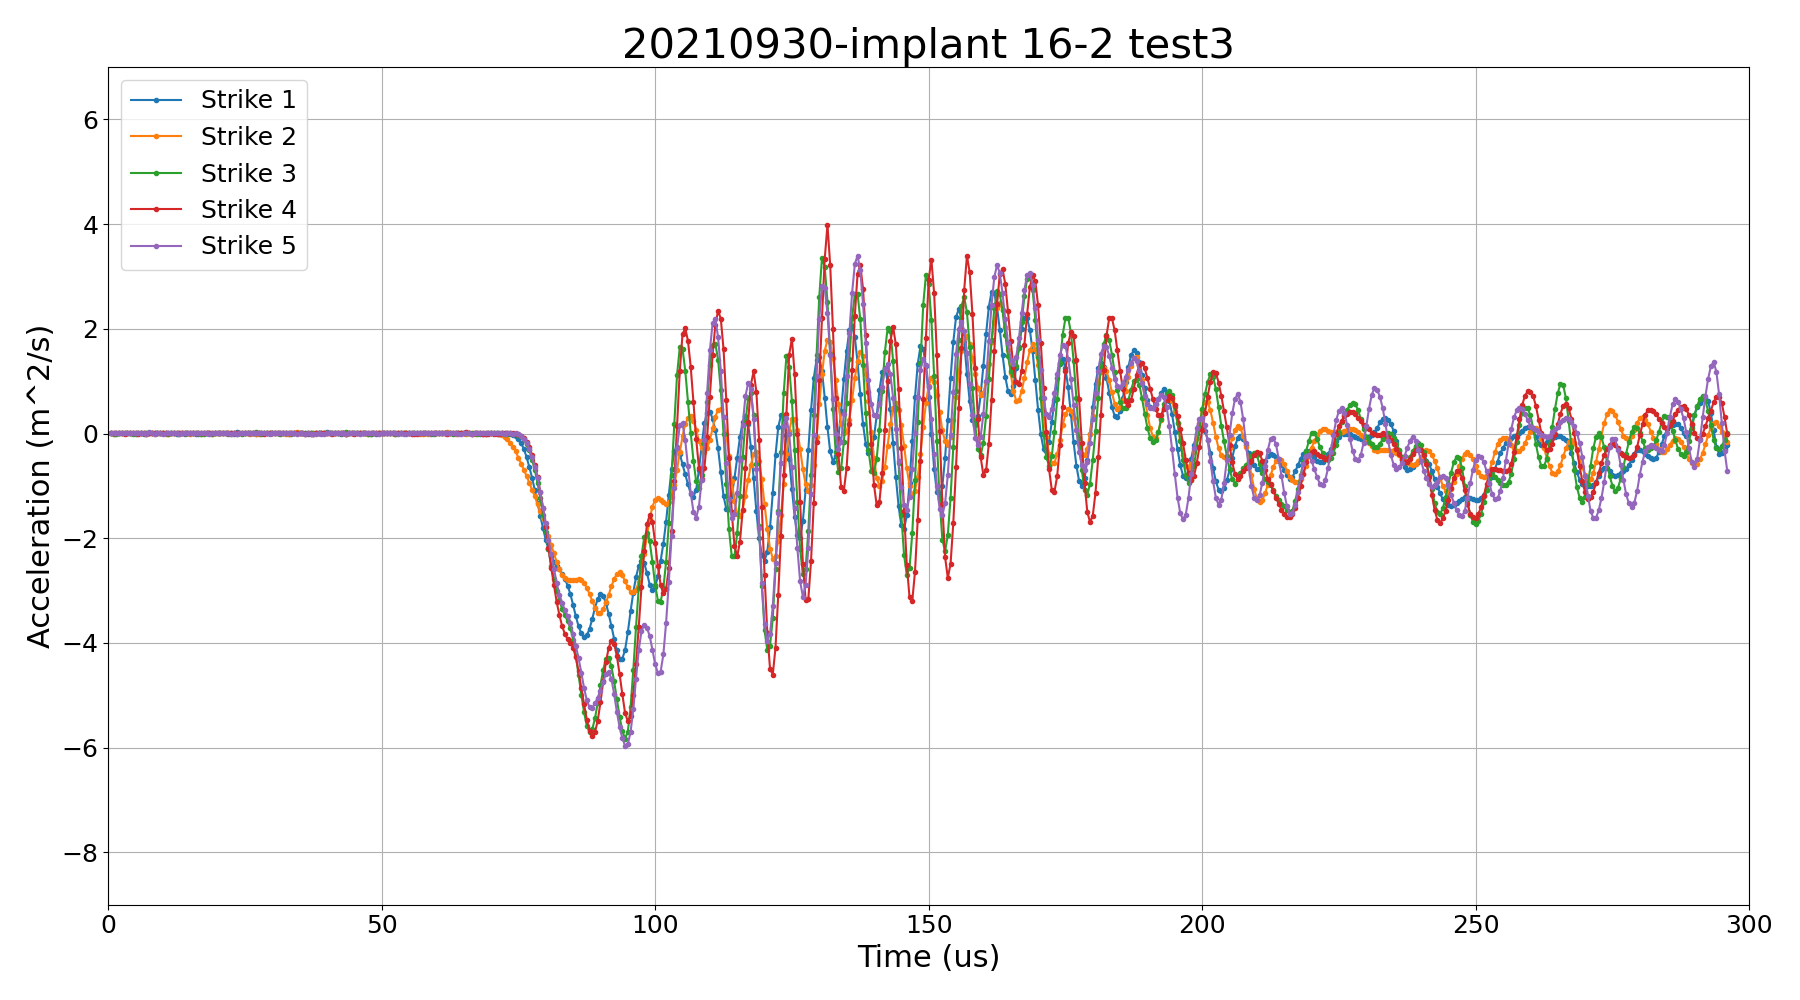 20210930-implant 16-2 test3
Strike 1
Strike 2
Strike 3
Strike 4
Strike 5
Acceleration (m^2/s)
6
4
2
0
−2
−4
−6
−8
0 50 100 150 200 250 300
Time (us)